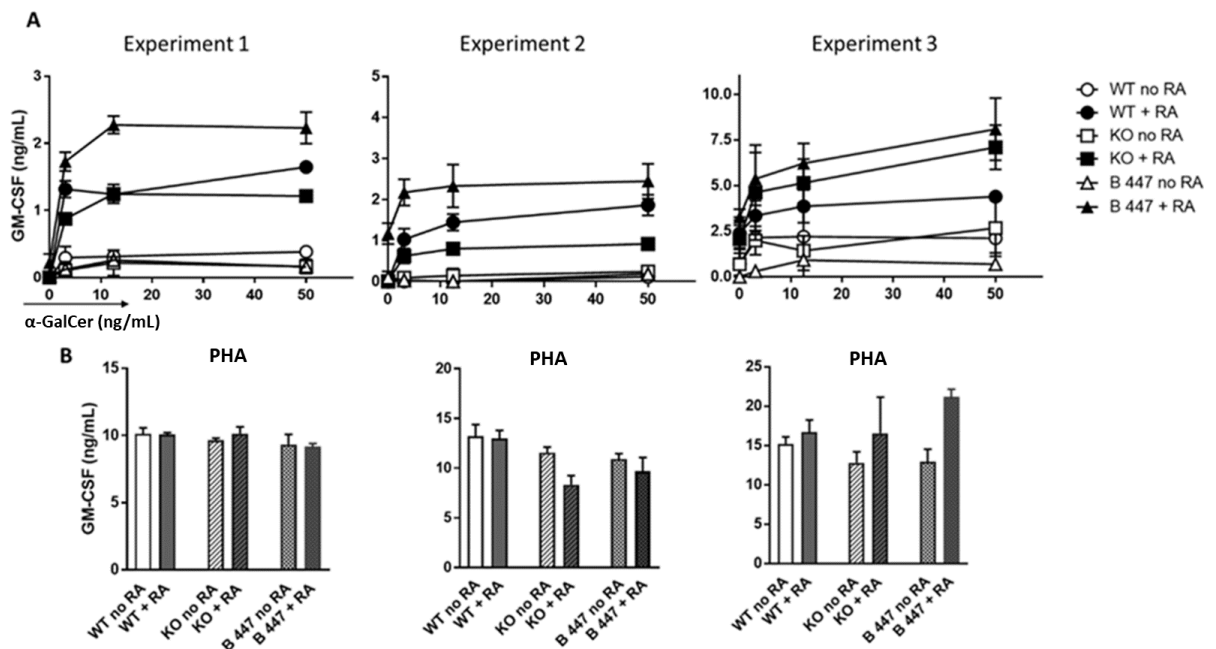 A
Experiment 1
Experiment 2
Experiment 3
GM-CSF (ng/mL)
3
2
1
0
0 10 20 30 40 50
α-GalCer (ng/mL)
5
4
3
2
1
0
0 10 20 30 40 50
10.0
7.5
5.0
2.5
0.0
0 10 20 30 40 50
WT no RA
WT + RA
KO no RA
KO + RA
B 447 no RA
B 447 + RA
B
PHA
PHA
PHA
GM-CSF (ng/mL)
15
10
5
0
WT no RA
WT + RA
KO no RA
KO + RA
B 447 no RA
B 447 + RA
20
15
10
5
0
WT no RA
WT + RA
KO no RA
KO + RA
B 447 no RA
B 447 + RA
25
20
15
10
5
0
WT no RA
WT + RA
KO no RA
KO + RA
B 447 no RA
B 447 + RA